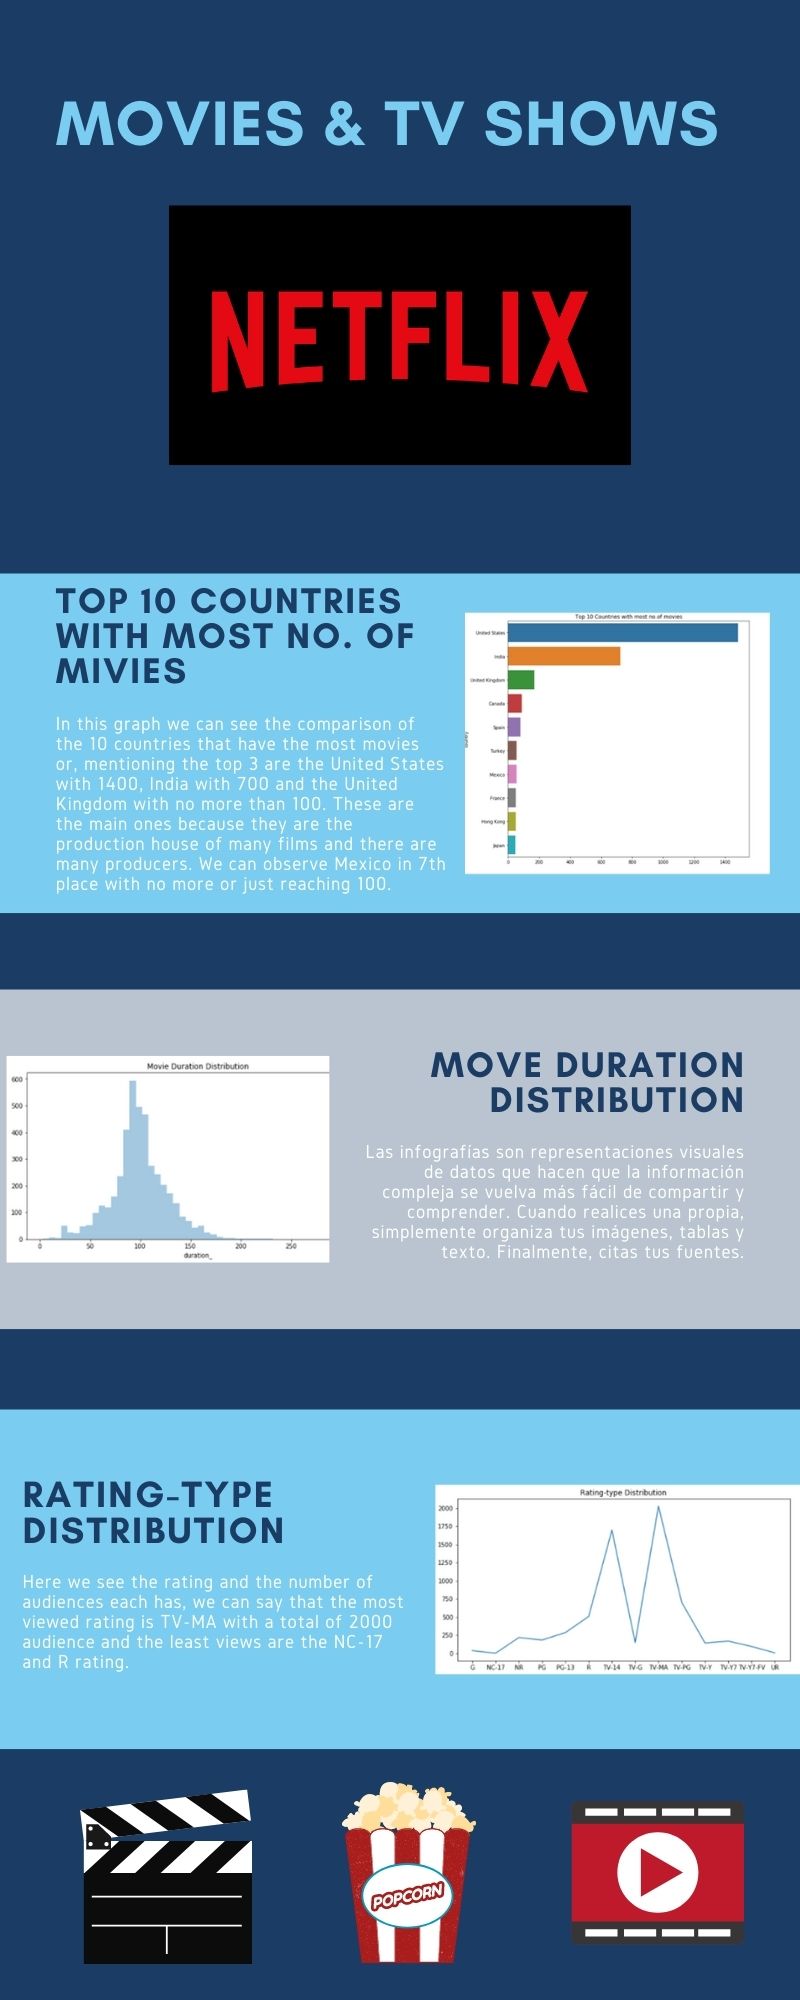 MOVIES & TV SHOWS
NETFLIX
TOP 10 COUNTRIES
WITH MOST NO. OF
MIVIES
In this graph we can see the comparison of
the 10 countries that have the most movies
or, mentioning the top 3 are the United States
with 1400, India with 700 and the United
Kingdom with no more than 100. These are
the main ones because they are the
production house of many films and there are
many producers. We can observe Mexico in 7th
place with no more or just reaching 100.
Top 10 Countries with most no.of movies
United States
India
United Kingdom
Canada
Spain
Turkey
Mexico
France
Hong Kong
Japan
0 200 400 600 800 1000 1200 1400
Movie Duration Distribution
600
500
400
300
200
100
0
0 50 100 150 200 250
duration_
MOVE DURATION
DISTRIBUTION
Las infografías son representaciones visuales
de datos que hacen que la información
compleja se vuelva más fácil de compartir y
comprender. Cuando realices una propia,
simplemente organiza tus imágenes, tablas y
texto. Finalmente, citas tus fuentes.
RATING-TYPE
DISTRIBUTION
Here we see the rating and the number of
audiences each has, we can say that the most
viewed rating is TV-MA with a total of 2000
audience and the least views are the NC-17
and R rating.
Rating-type Distribution
2000
1750
1500
1250
1000
750
500
250
0
G NC-17 NR PG PG-13 R TV-14 TV-G TV-MA TV-PG TV-Y TV-Y7 TV-Y7-FV UR
POPCORN